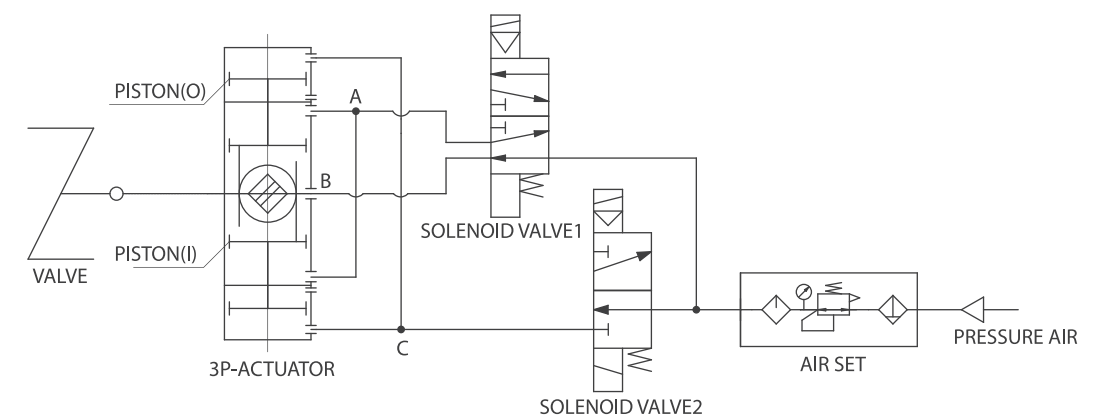 PISTON(O)
A
B
SOLENOID VALVE1
PISTON(I)
VALVE
C
3P-ACTUATOR
PRESSURE AIR
AIR SET
SOLENOID VALVE2